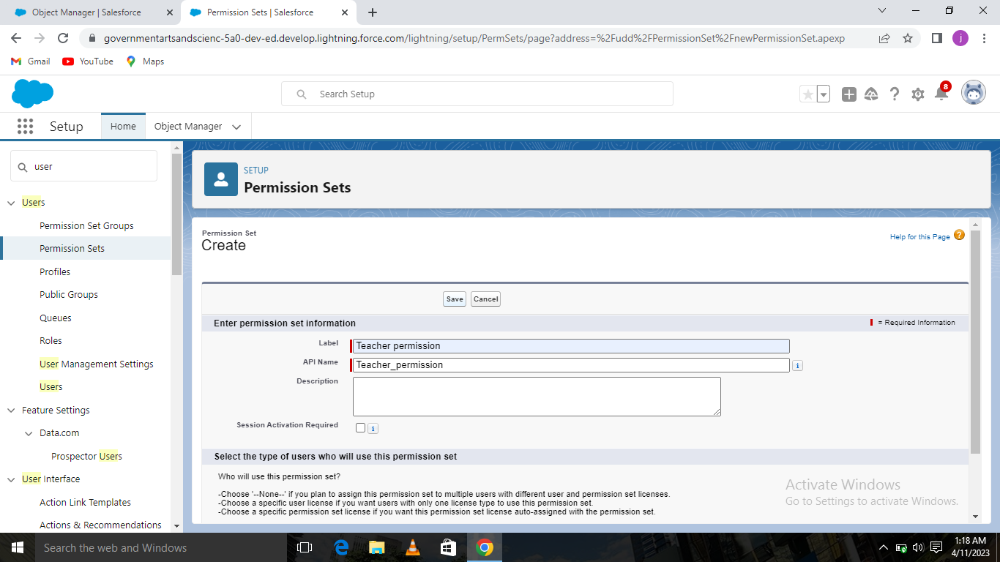 Object Manager | Salesforce
Permission Sets | Salesforce
governmentartsandscienc-5a0-dev-ed.develop.lightning.force.com/lightning/setup/PermSets/page?address=%2Fudd%2FPermissionSet%2FnewPermissionSet.apexp
j
Gmail YouTube Maps
Search Setup
8
Setup Home Object Manager
user
Users
Permission Set Groups
Permission Sets
Profiles
Public Groups
Queues
Roles
User Management Settings
Users
Feature Settings
Data.com
Prospector Users
User Interface
Action Link Templates
Actions & Recommendations
SETUP
Permission Sets
Permission Set
Create
Help for this Page ?
Save Cancel
Enter permission set information
= Required Information
Label Teacher permission
API Name Teacher_permission i
Description
Session Activation Required i
Select the type of users who will use this permission set
Who will use this permission set?
-Choose '--None--' if you plan to assign this permission set to multiple users with different user and permission set licenses.
-Choose a specific user license if you want users with only one license type to use this permission set.
-Choose a specific permission set license if you want this permission set license auto-assigned with the permission set.
Activate Windows
Go to Settings to activate Windows.
Search the web and Windows
1:18 AM
4/11/2023